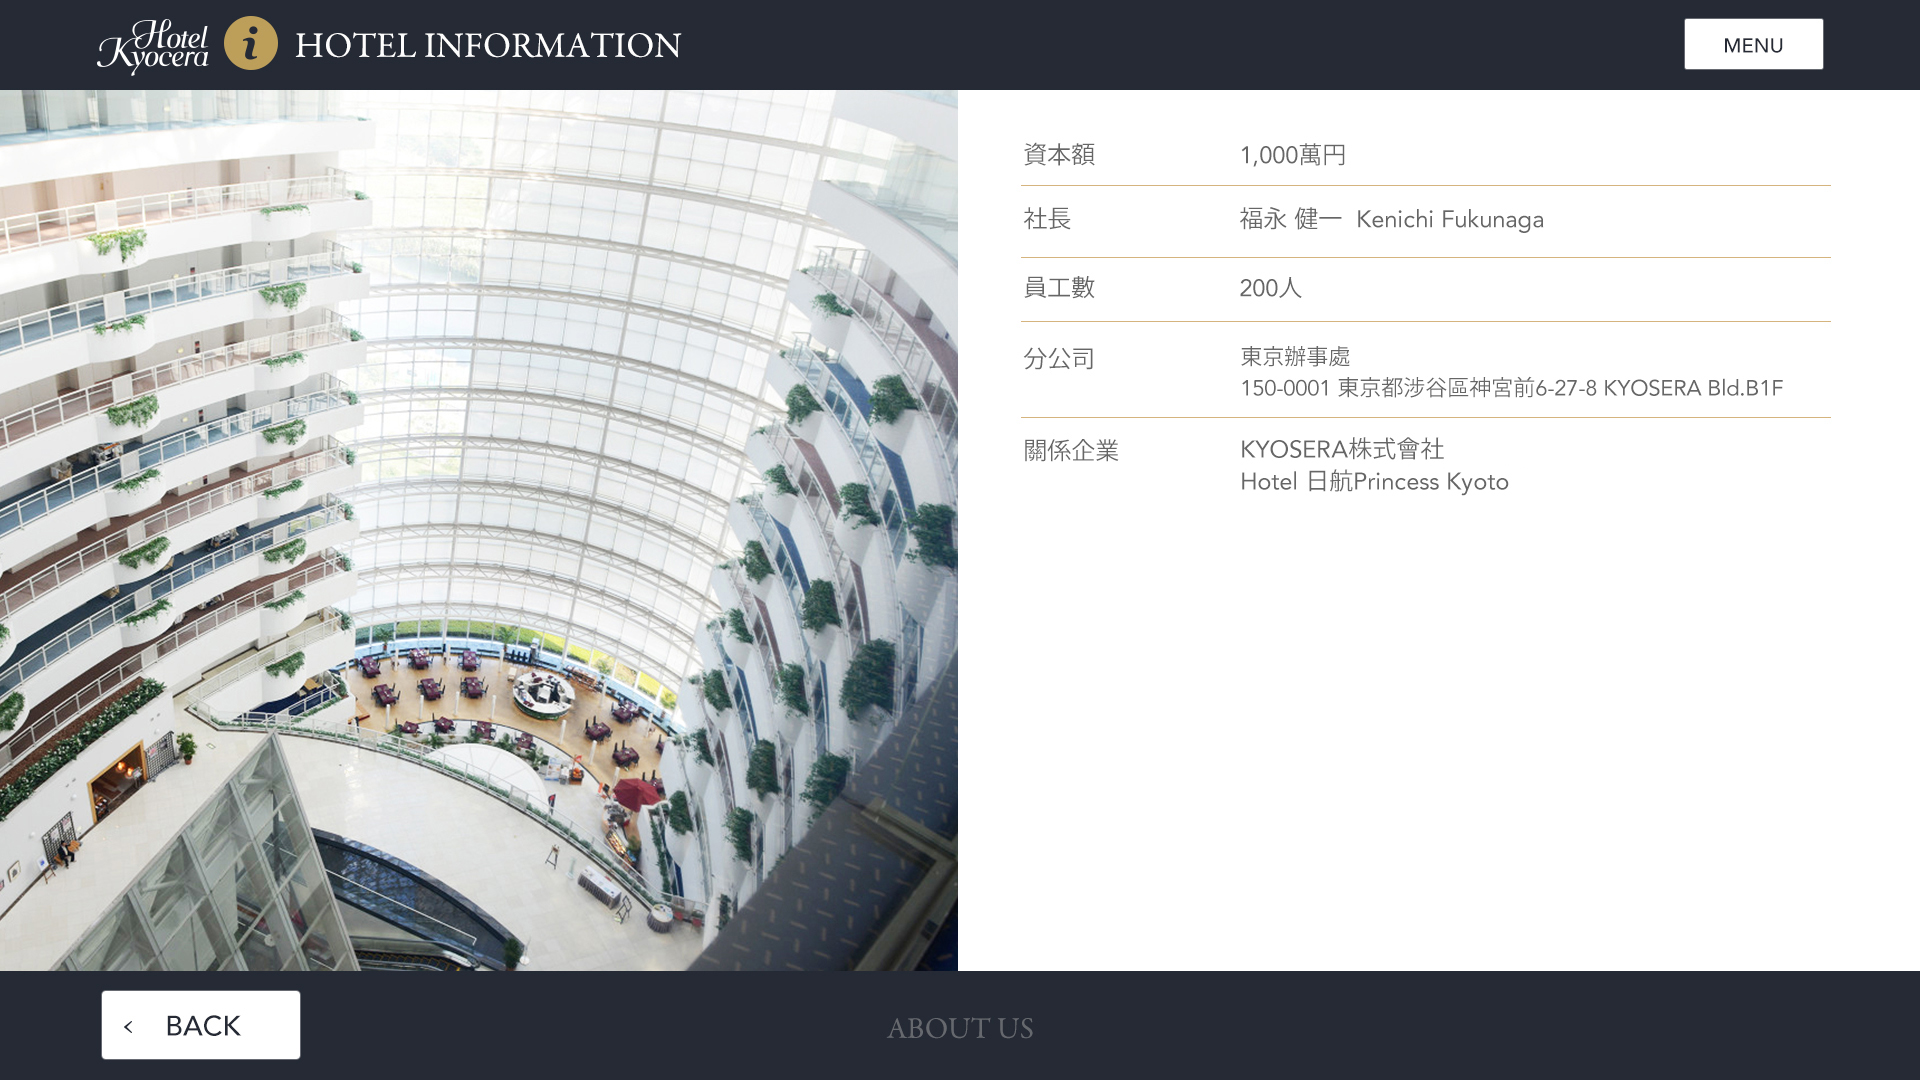 Hotel Kyocera
i HOTEL INFORMATION
MENU
資本額 1,000萬円
社長 福永 健一 Kenichi Fukunaga
員工數 200人
分公司 東京辦事處
150-0001 東京都涉谷區神宮前6-27-8 KYOSERA Bld.B1F
關係企業 KYOSERA株式會社
Hotel 日航Princess Kyoto
< BACK
ABOUT US